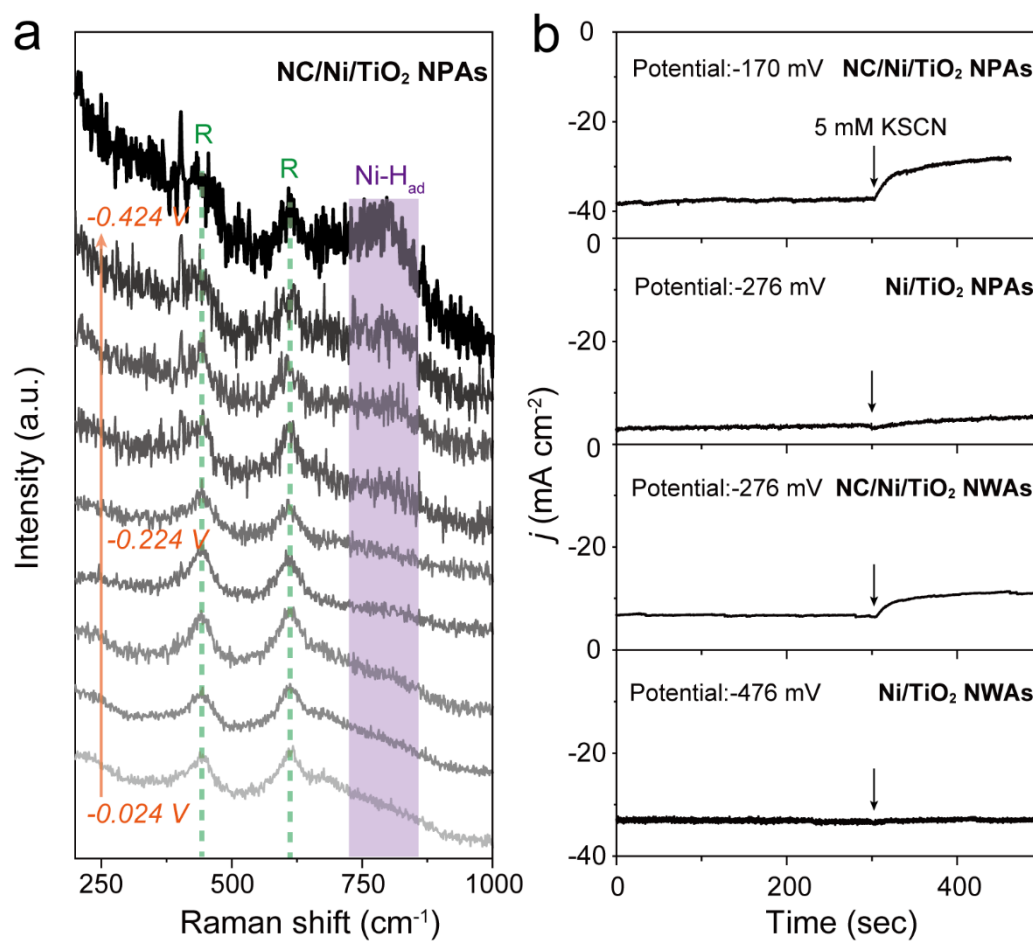 a
NC/Ni/TiO₂ NPAs
R
R
Ni-H_ad
-0.424 V
-0.224 V
-0.024 V
Intensity (a.u.)
250
500
750
1000
Raman shift (cm⁻¹)
b
0
-20
-40
Potential:-170 mV
NC/Ni/TiO₂ NPAs
5 mM KSCN
0
-20
Potential:-276 mV
Ni/TiO₂ NPAs
0
-20
Potential:-276 mV
NC/Ni/TiO₂ NWAs
0
-20
-40
Potential:-476 mV
Ni/TiO₂ NWAs
j (mA cm⁻²)
0
200
400
Time (sec)